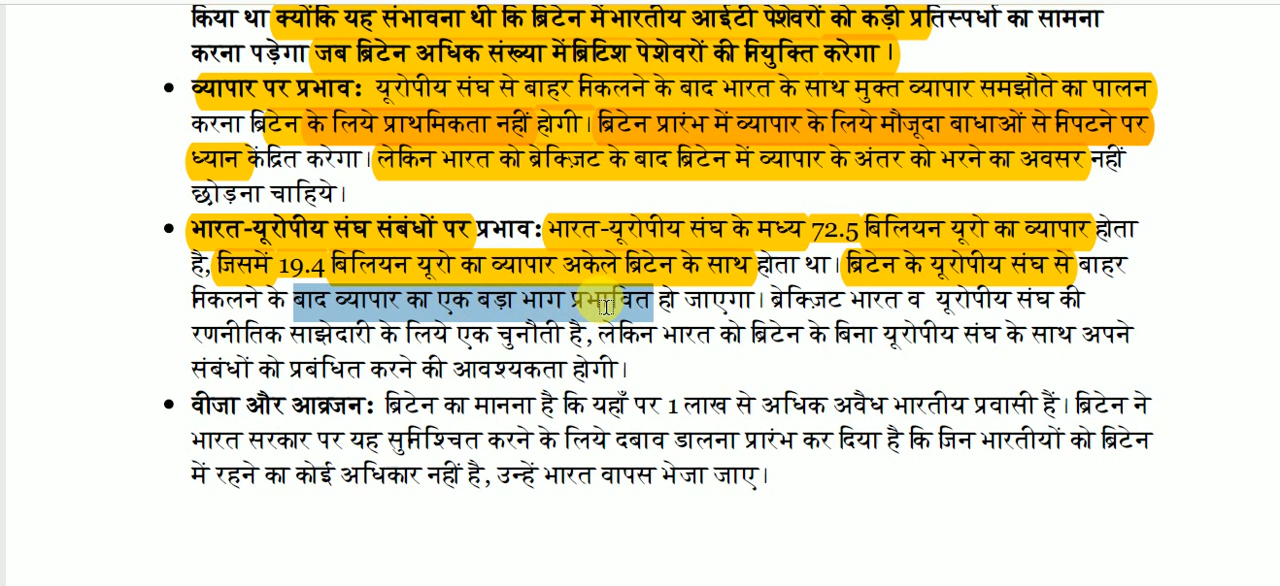 किया था क्योंकि यह संभावना थी कि ब्रिटेन में भारतीय आईटी पेशेवरों को कड़ी प्रतिस्पर्धा का सामना
करना पड़ेगा जब ब्रिटेन अधिक संख्या में ब्रिटिश पेशेवरों की नियुक्ति करेगा ।
• व्यापार पर प्रभाव: यूरोपीय संघ से बाहर निकलने के बाद भारत के साथ मुक्त व्यापार समझौते का पालन
करना ब्रिटेन के लिये प्राथमिकता नहीं होगी। ब्रिटेन प्रारंभ में व्यापार के लिये मौजूदा बाधाओं से निपटने पर
ध्यान केंद्रित करेगा। लेकिन भारत को ब्रेक्ज़िट के बाद ब्रिटेन में व्यापार के अंतर को भरने का अवसर नहीं
छोड़ना चाहिये।
• भारत-यूरोपीय संघ संबंधों पर प्रभाव: भारत-यूरोपीय संघ के मध्य 72.5 बिलियन यूरो का व्यापार होता
है, जिसमें 19.4 बिलियन यूरो का व्यापार अकेले ब्रिटेन के साथ होता था। ब्रिटेन के यूरोपीय संघ से बाहर
निकलने के बाद व्यापार का एक बड़ा भाग प्रभावित हो जाएगा। ब्रेक्ज़िट भारत व यूरोपीय संघ की
रणनीतिक साझेदारी के लिये एक चुनौती है, लेकिन भारत को ब्रिटेन के बिना यूरोपीय संघ के साथ अपने
संबंधों को प्रबंधित करने की आवश्यकता होगी।
• वीजा और आव्रजन: ब्रिटेन का मानना है कि यहाँ पर 1 लाख से अधिक अवैध भारतीय प्रवासी हैं। ब्रिटेन ने
भारत सरकार पर यह सुनिश्चित करने के लिये दबाव डालना प्रारंभ कर दिया है कि जिन भारतीयों को ब्रिटेन
में रहने का कोई अधिकार नहीं है, उन्हें भारत वापस भेजा जाए।